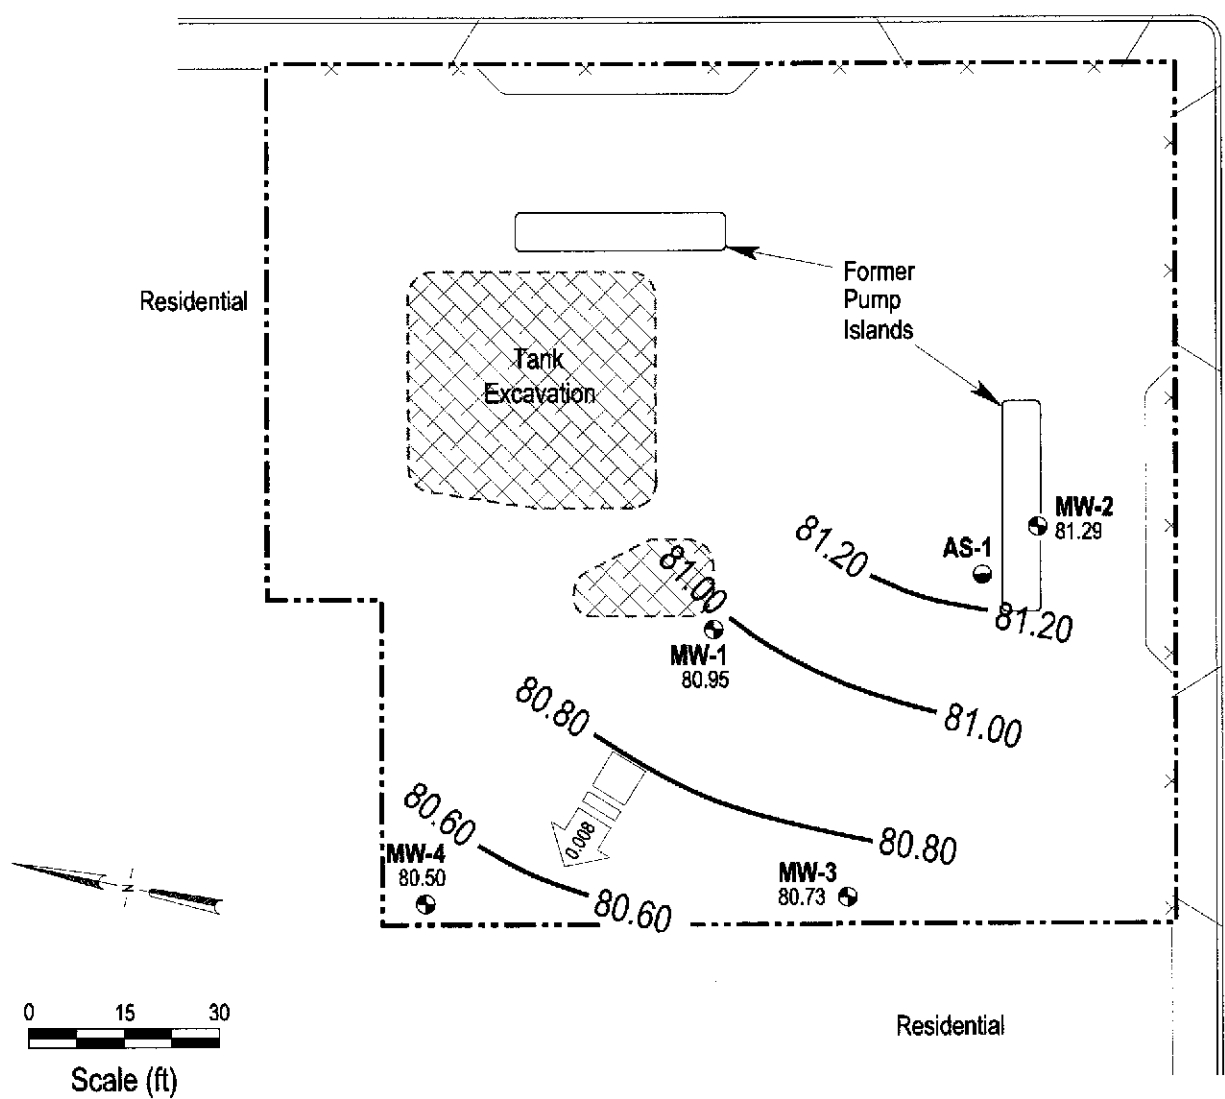 Residential
Former
Pump
Islands
Tank
Excavation
MW-2
81.29
AS-1
81.20
81.20
81.00
MW-1
80.95
81.00
80.80
80.80
0.008
80.60
80.60
MW-4
80.50
MW-3
80.73
N
0 15 30
Scale (ft)
Residential